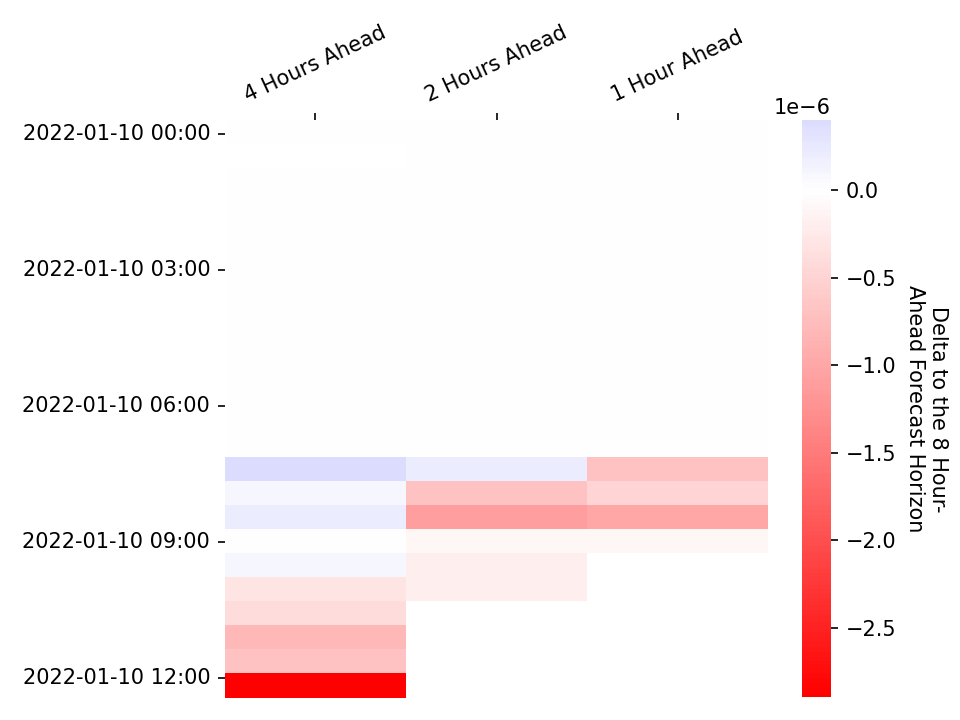 4 Hours Ahead
2 Hours Ahead
1 Hour Ahead
1e−6
2022-01-10 00:00
2022-01-10 03:00
2022-01-10 06:00
2022-01-10 09:00
2022-01-10 12:00
0.0
−0.5
−1.0
−1.5
−2.0
−2.5
Delta to the 8 Hour-
Ahead Forecast Horizon